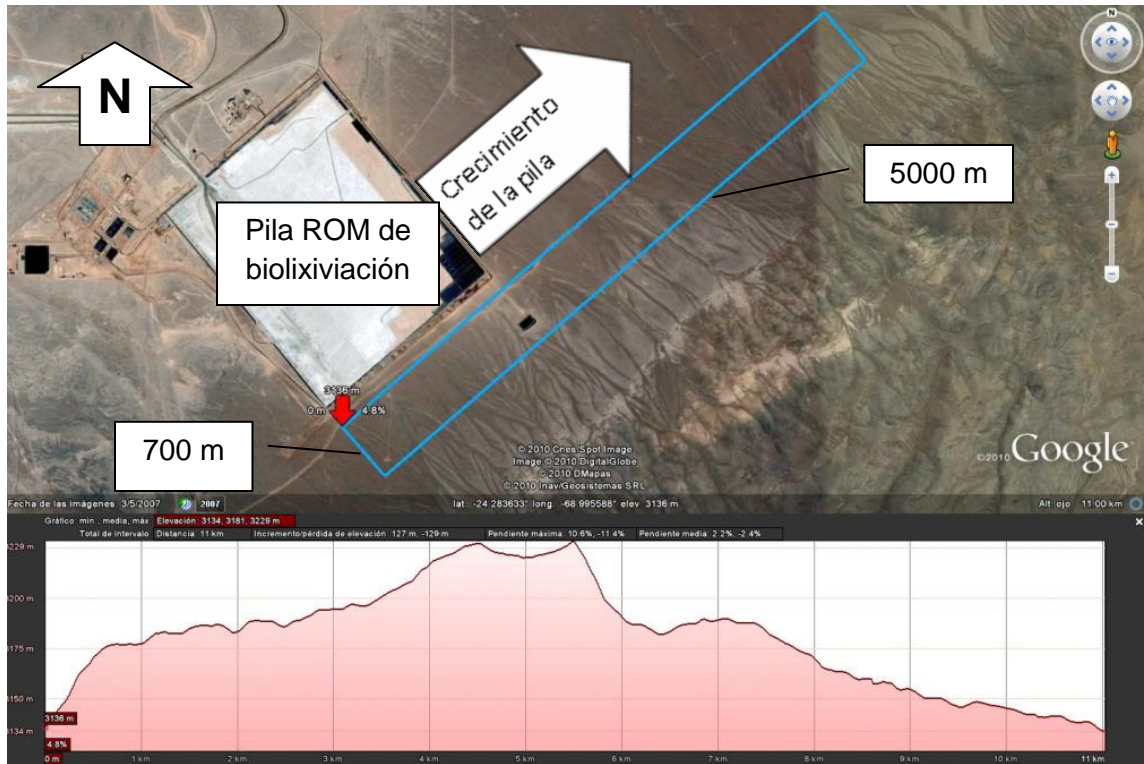 N
N
Crecimiento
de la pila
5000 m
Pila ROM de
biolixiviación
3136 m
0 m 4.8%
700 m
© 2010 Cnes/Spot Image
Image © 2010 DigitalGlobe
© 2010 DMapas
© 2010 Inav/Geosistemas SRL
©2010 Google
Fecha de las imágenes: 3/5/2007 2007 lat -24.283633° long -68.995588° elev 3136 m Alt. ojo 11.00 km
Gráfico: mín., media, máx. Elevación: 3134, 3181, 3229 m
Total de intervalo: Distancia: 11 km Incremento/pérdida de elevación: 127 m, -129 m Pendiente máxima: 10.6%, -11.4% Pendiente media: 2.2%, -2.4%
3229 m
3200 m
3175 m
3150 m
3136 m
3134 m
4.8%
0 m 1 km 2 km 3 km 4 km 5 km 6 km 7 km 8 km 9 km 10 km 11 km